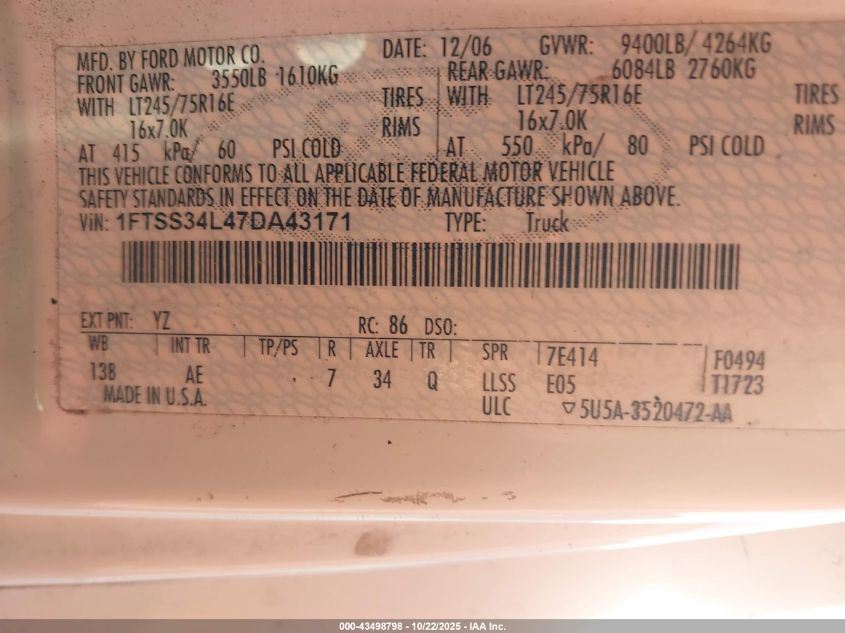 MFD. BY FORD MOTOR CO. DATE: 12/06 GVWR: 9400LB/ 4264KG
FRONT GAWR: 3550LB 1610KG REAR GAWR: 6084LB 2760KG
WITH LT245/75R16E TIRES WITH LT245/75R16E TIRES
16x7.0K RIMS 16x7.0K RIMS
AT 415 kPa/ 60 PSI COLD AT 550 kPa/ 80 PSI COLD
THIS VEHICLE CONFORMS TO ALL APPLICABLE FEDERAL MOTOR VEHICLE
SAFETY STANDARDS IN EFFECT ON THE DATE OF MANUFACTURE SHOWN ABOVE.
VIN: 1FTSS34L47DA43171 TYPE: Truck
EXT PNT: YZ RC: 86 DSO:
WB INT TR TP/PS R AXLE TR SPR 7E414 F0494
138 AE 7 34 Q LLSS E05 T1723
MADE IN U.S.A. ULC ▽5U5A-3520472-AA
000-43498798 - 10/22/2025 - IAA Inc.